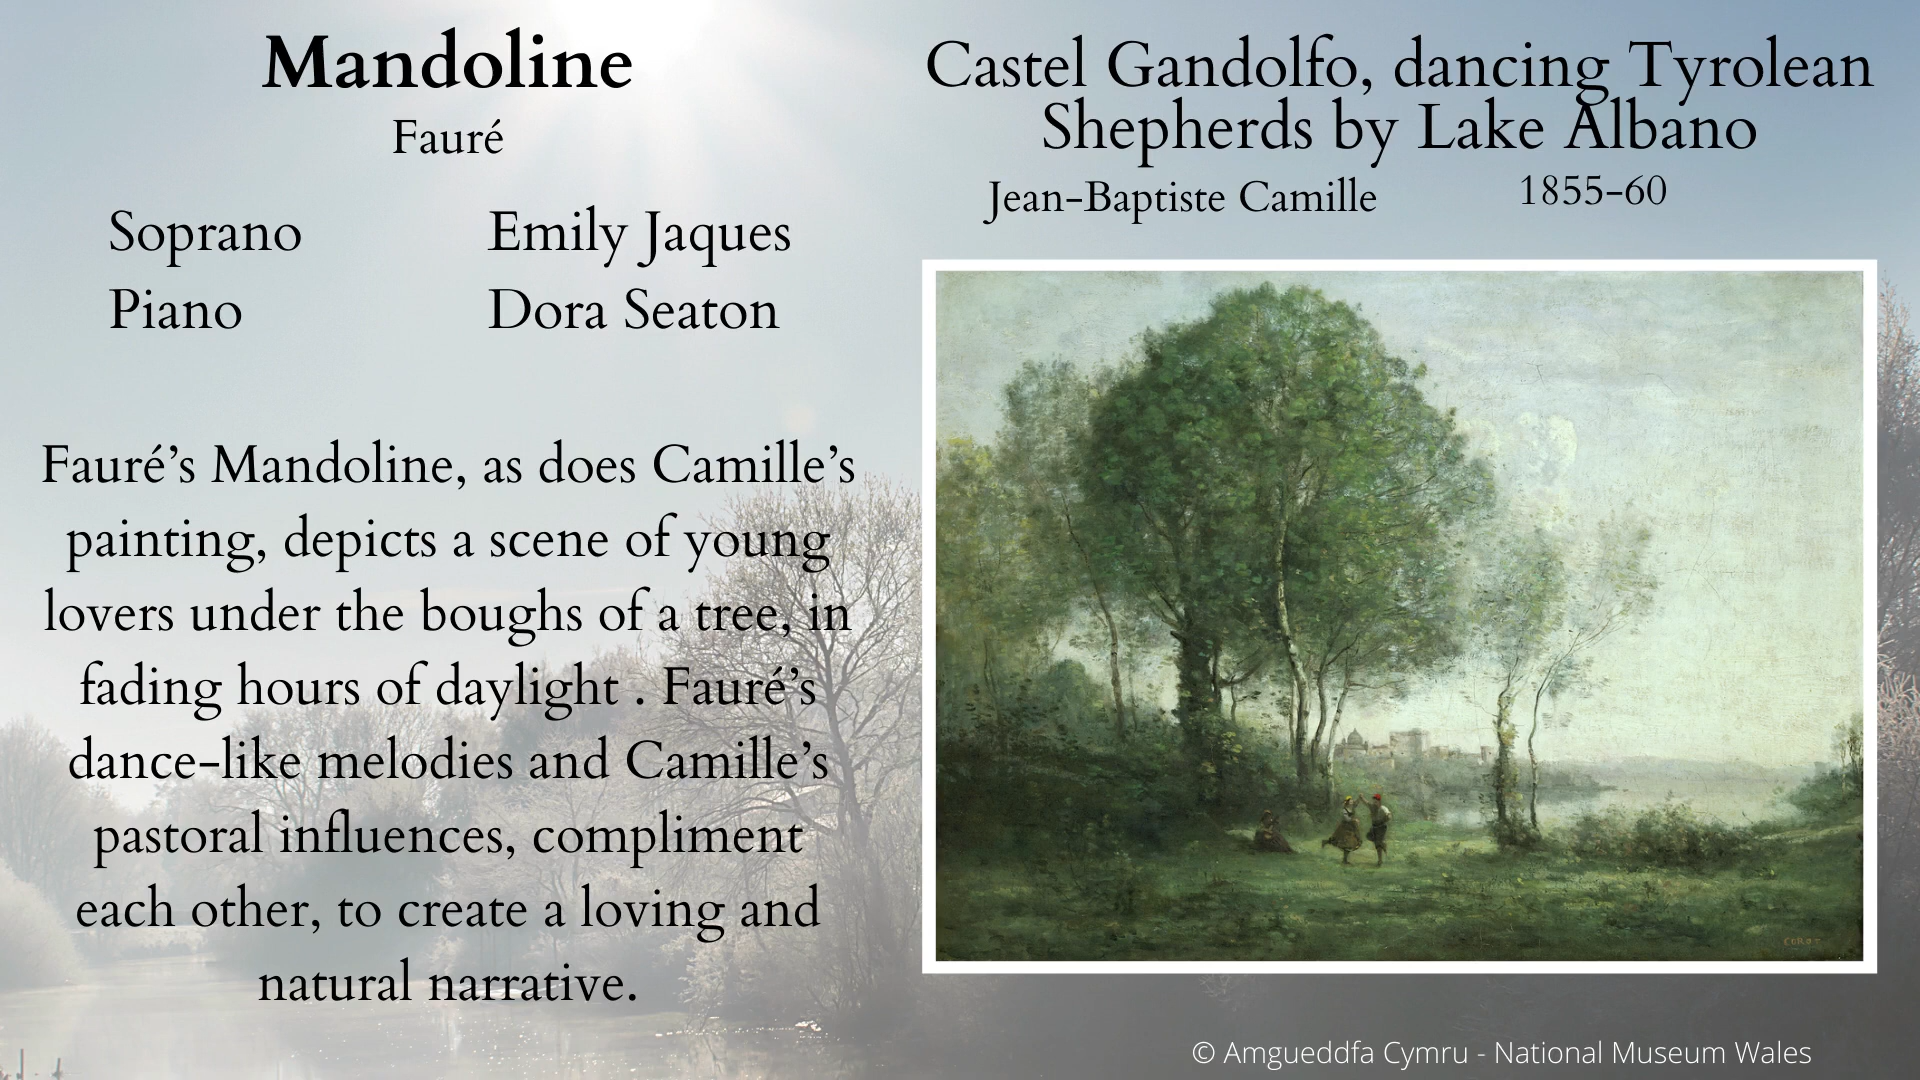 Mandoline
Fauré
Soprano Emily Jaques
Piano Dora Seaton
Fauré’s Mandoline, as does Camille’s
painting, depicts a scene of young
lovers under the boughs of a tree, in
fading hours of daylight . Fauré’s
dance-like melodies and Camille’s
pastoral influences, compliment
each other, to create a loving and
natural narrative.
Castel Gandolfo, dancing Tyrolean
Shepherds by Lake Albano
Jean-Baptiste Camille 1855-60
COROT
© Amgueddfa Cymru - National Museum Wales